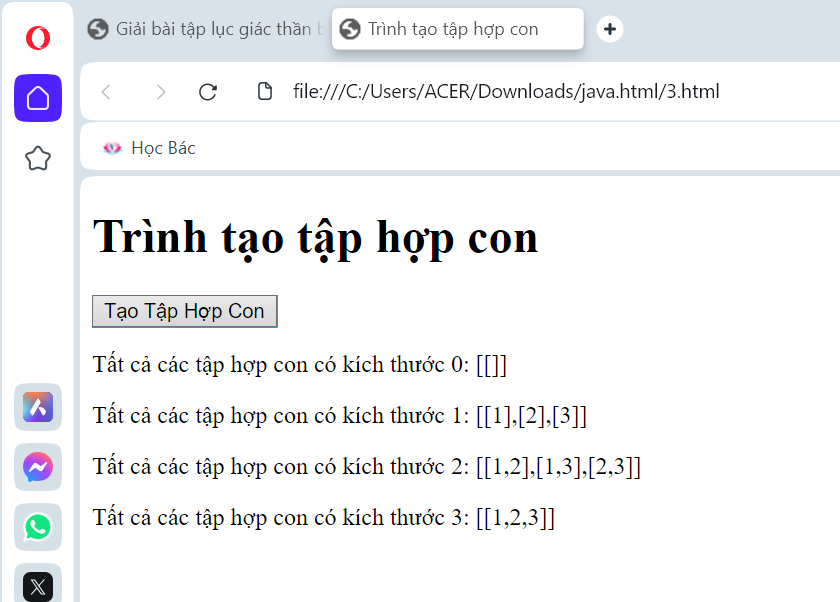 Giải bài tập lục giác thần
Trình tạo tập hợp con
file:///C:/Users/ACER/Downloads/java.html/3.html
Học Bác
Trình tạo tập hợp con
Tạo Tập Hợp Con
Tất cả các tập hợp con có kích thước 0: [[]]
Tất cả các tập hợp con có kích thước 1: [[1],[2],[3]]
Tất cả các tập hợp con có kích thước 2: [[1,2],[1,3],[2,3]]
Tất cả các tập hợp con có kích thước 3: [[1,2,3]]